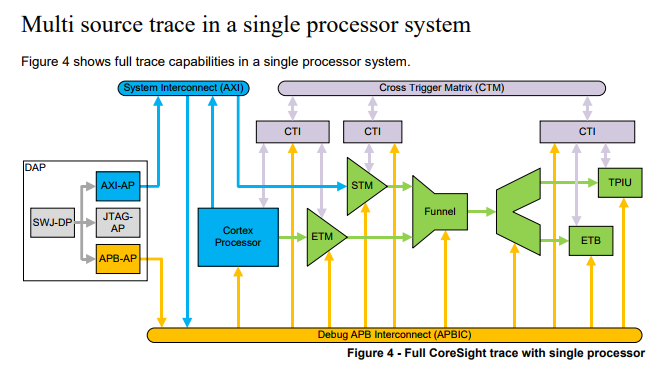 Multi source trace in a single processor system
Figure 4 shows full trace capabilities in a single processor system.
System Interconnect (AXI)
Cross Trigger Matrix (CTM)
CTI
CTI
CTI
DAP
AXI-AP
SWJ-DP
JTAG-
AP
APB-AP
Cortex
Processor
STM
ETM
Funnel
TPIU
ETB
Debug APB Interconnect (APBIC)
Figure 4 - Full CoreSight trace with single processor